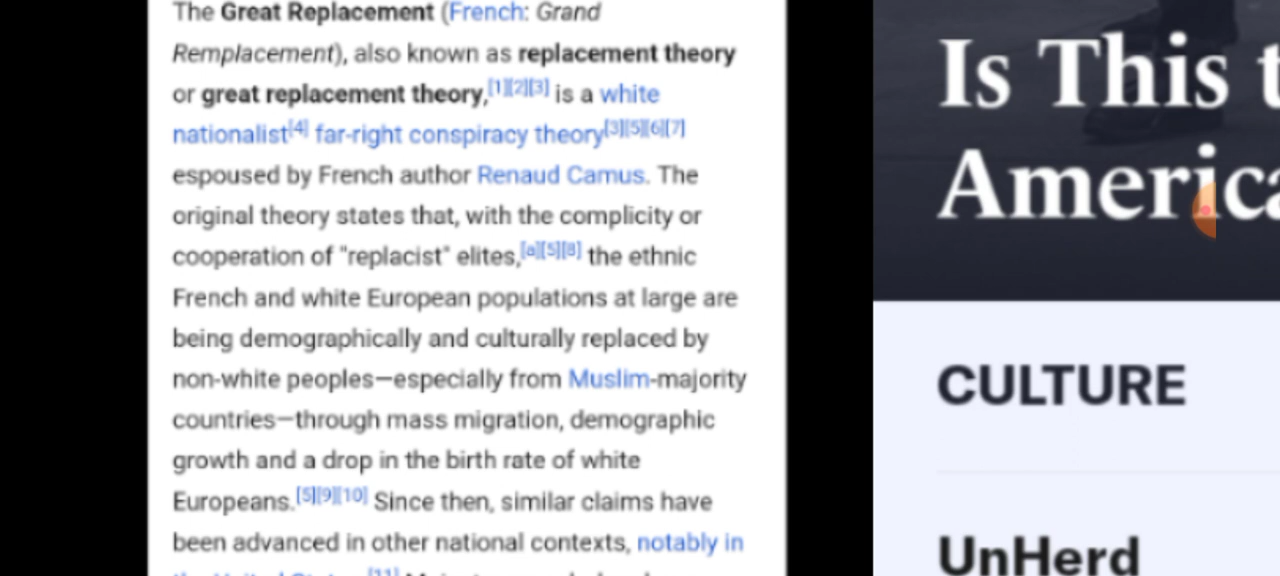 The Great Replacement (French: Grand
Remplacement), also known as replacement theory
or great replacement theory,[1][2][3] is a white
nationalist[4] far-right conspiracy theory[3][5][6][7]
espoused by French author Renaud Camus. The
original theory states that, with the complicity or
cooperation of "replacist" elites,[a][5][8] the ethnic
French and white European populations at large are
being demographically and culturally replaced by
non-white peoples—especially from Muslim-majority
countries—through mass migration, demographic
growth and a drop in the birth rate of white
Europeans.[5][9][10] Since then, similar claims have
been advanced in other national contexts, notably in
Is This
America
CULTURE
UnHerd